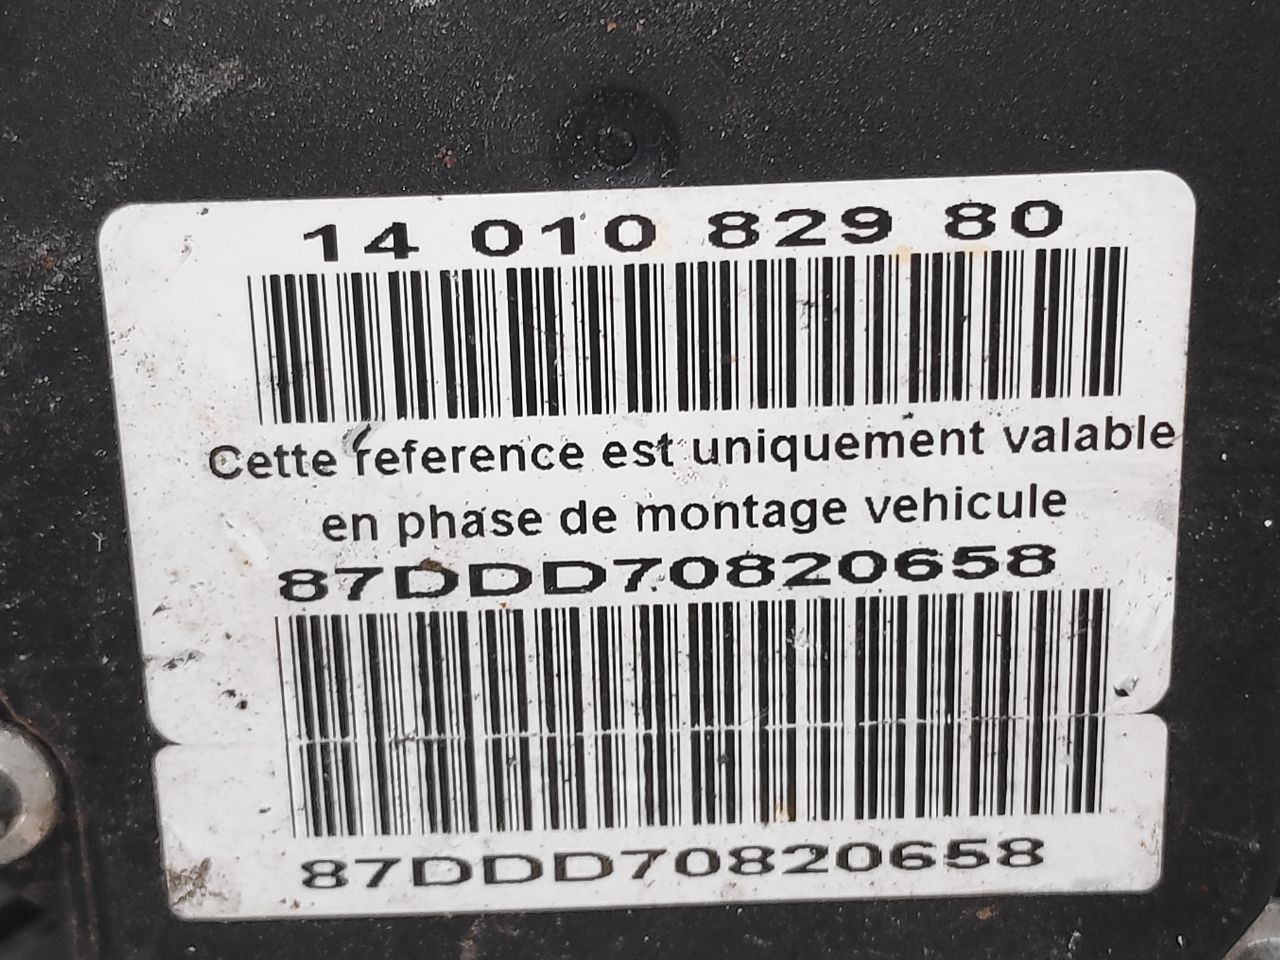 14 010 829 80
Cette reference est uniquement valable
en phase de montage vehicule
87DDD70820658
87DDD70820658